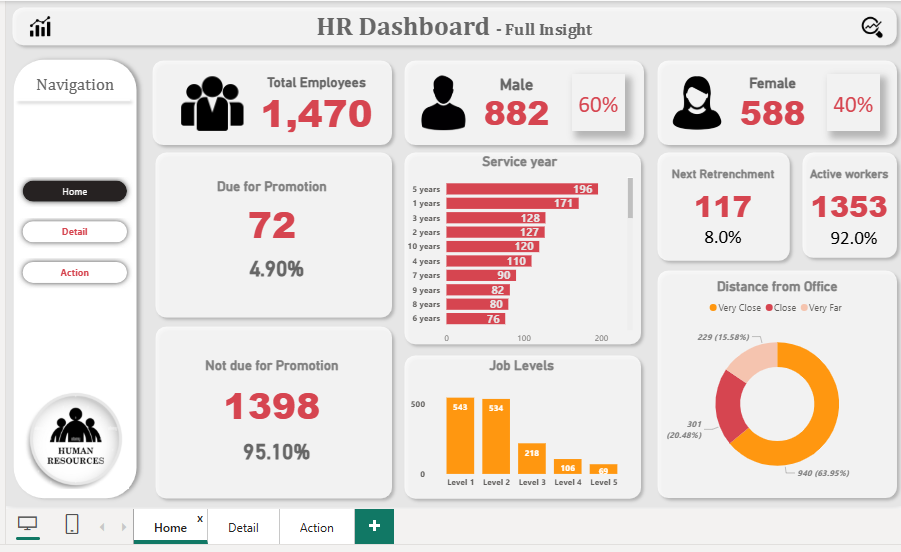 HR Dashboard - Full Insight
Navigation
Home
Detail
Action
HUMAN
RESOURCES
Total Employees
1,470
Male
882
60%
Female
588
40%
Due for Promotion
72
4.90%
Not due for Promotion
1398
95.10%
Service year
5 years 196
1 years 171
3 years 128
2 years 127
10 years 120
4 years 110
7 years 90
9 years 82
8 years 80
6 years 76
0 100 200
Job Levels
500
0
543 534 218 106 69
Level 1 Level 2 Level 3 Level 4 Level 5
Next Retrenchment
117
8.0%
Active workers
1353
92.0%
Distance from Office
Very Close Close Very Far
229 (15.58%)
301
(20.48%)
940 (63.95%)
Home x Detail Action +